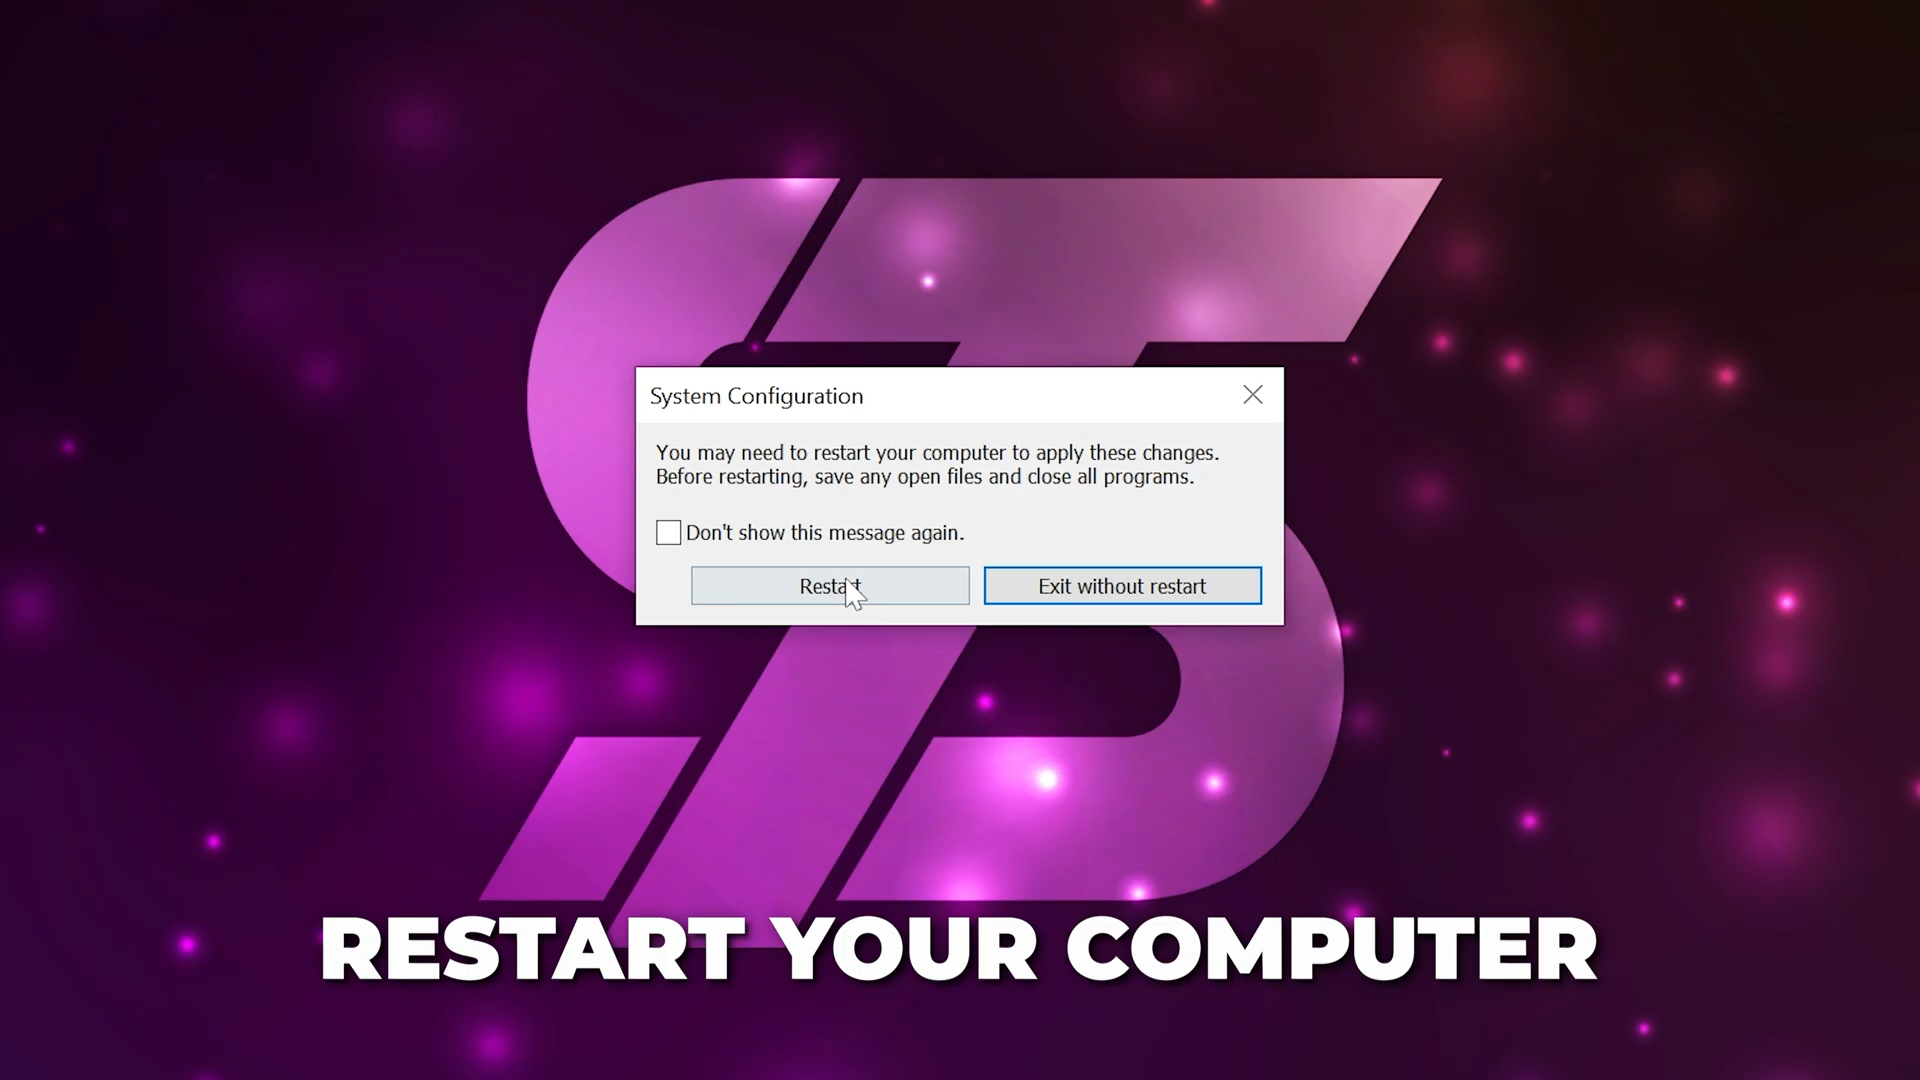 System Configuration
You may need to restart your computer to apply these changes.
Before restarting, save any open files and close all programs.
Don't show this message again.
Restart
Exit without restart
RESTART YOUR COMPUTER